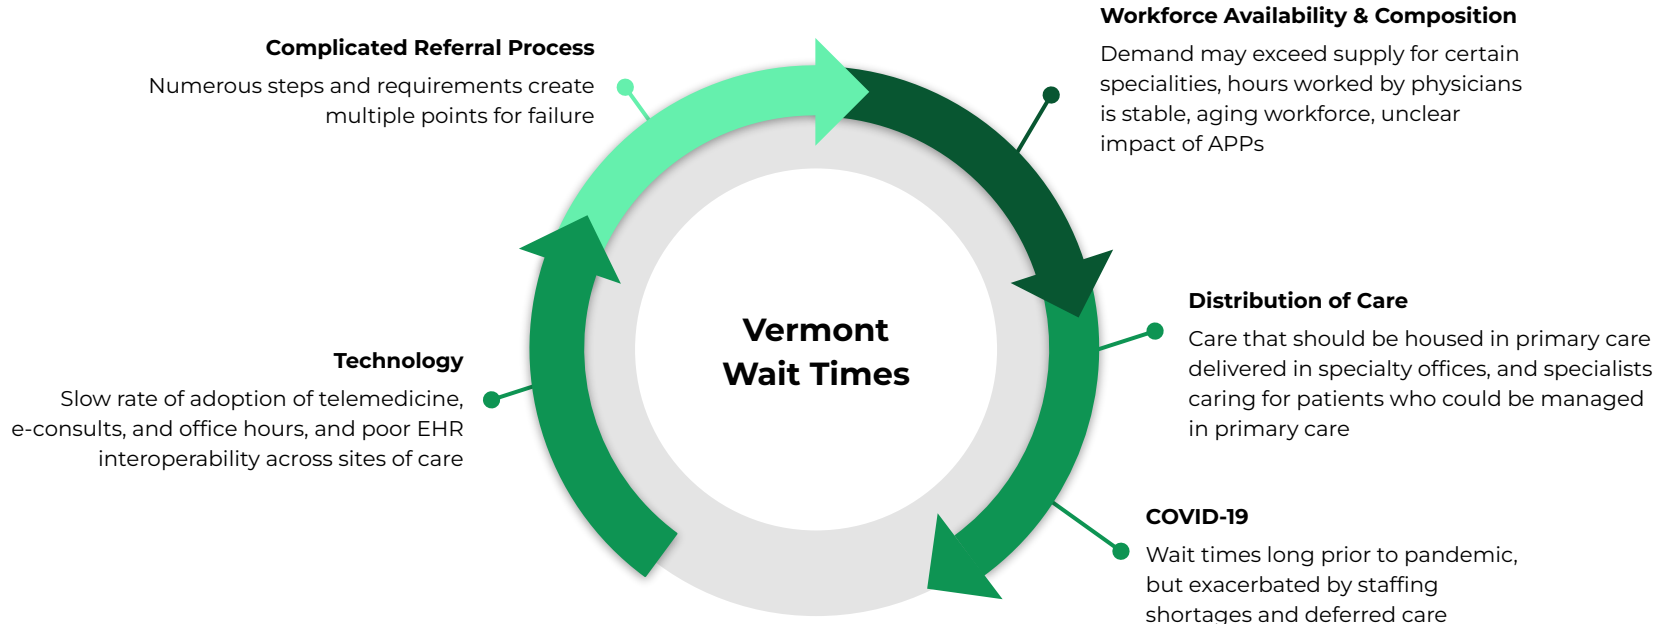 Complicated Referral Process
Numerous steps and requirements create
multiple points for failure
Workforce Availability & Composition
Demand may exceed supply for certain
specialities, hours worked by physicians
is stable, aging workforce, unclear
impact of APPs
Vermont
Wait Times
Distribution of Care
Care that should be housed in primary care
delivered in specialty offices, and specialists
caring for patients who could be managed
in primary care
Technology
Slow rate of adoption of telemedicine,
e-consults, and office hours, and poor EHR
interoperability across sites of care
COVID-19
Wait times long prior to pandemic,
but exacerbated by staffing
shortages and deferred care